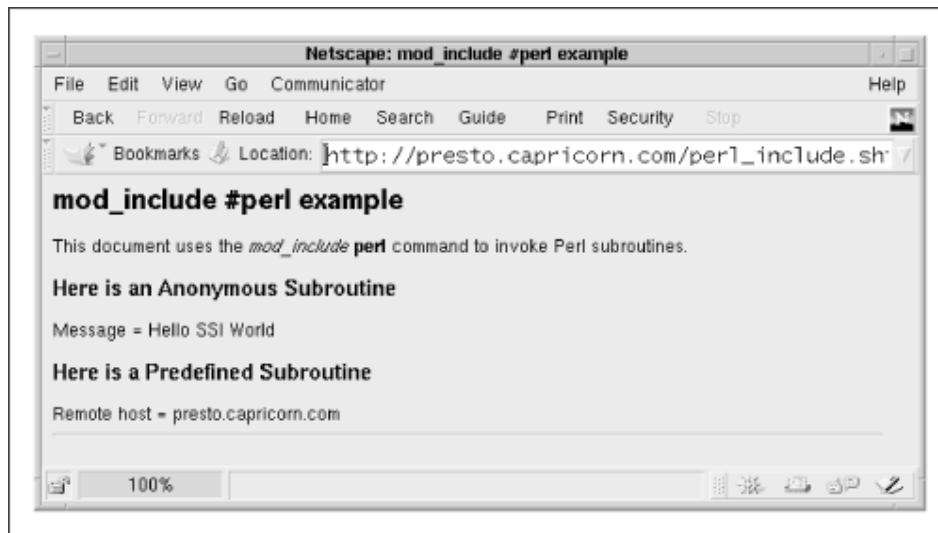 Netscape: mod_include #perl example
File Edit View Go Communicator Help
Back Forward Reload Home Search Guide Print Security Stop
Bookmarks Location: http://presto.capricorn.com/perl_include.sh
mod_include #perl example
This document uses the mod_include perl command to invoke Perl subroutines.
Here is an Anonymous Subroutine
Message = Hello SSI World
Here is a Predefined Subroutine
Remote host = presto.capricorn.com
100%